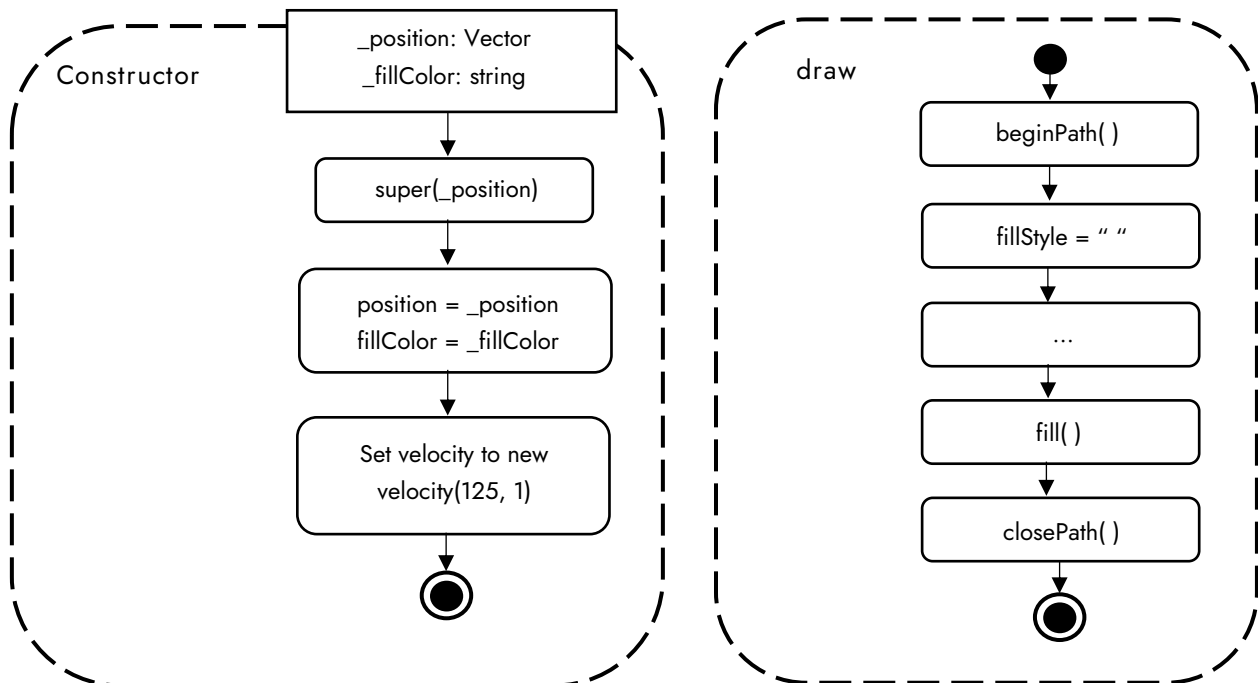 Constructor
_position: Vector
_fillColor: string
super(_position)
position = _position
fillColor = _fillColor
Set velocity to new
velocity(125, 1)
draw
beginPath( )
fillStyle = “ “
...
fill( )
closePath( )